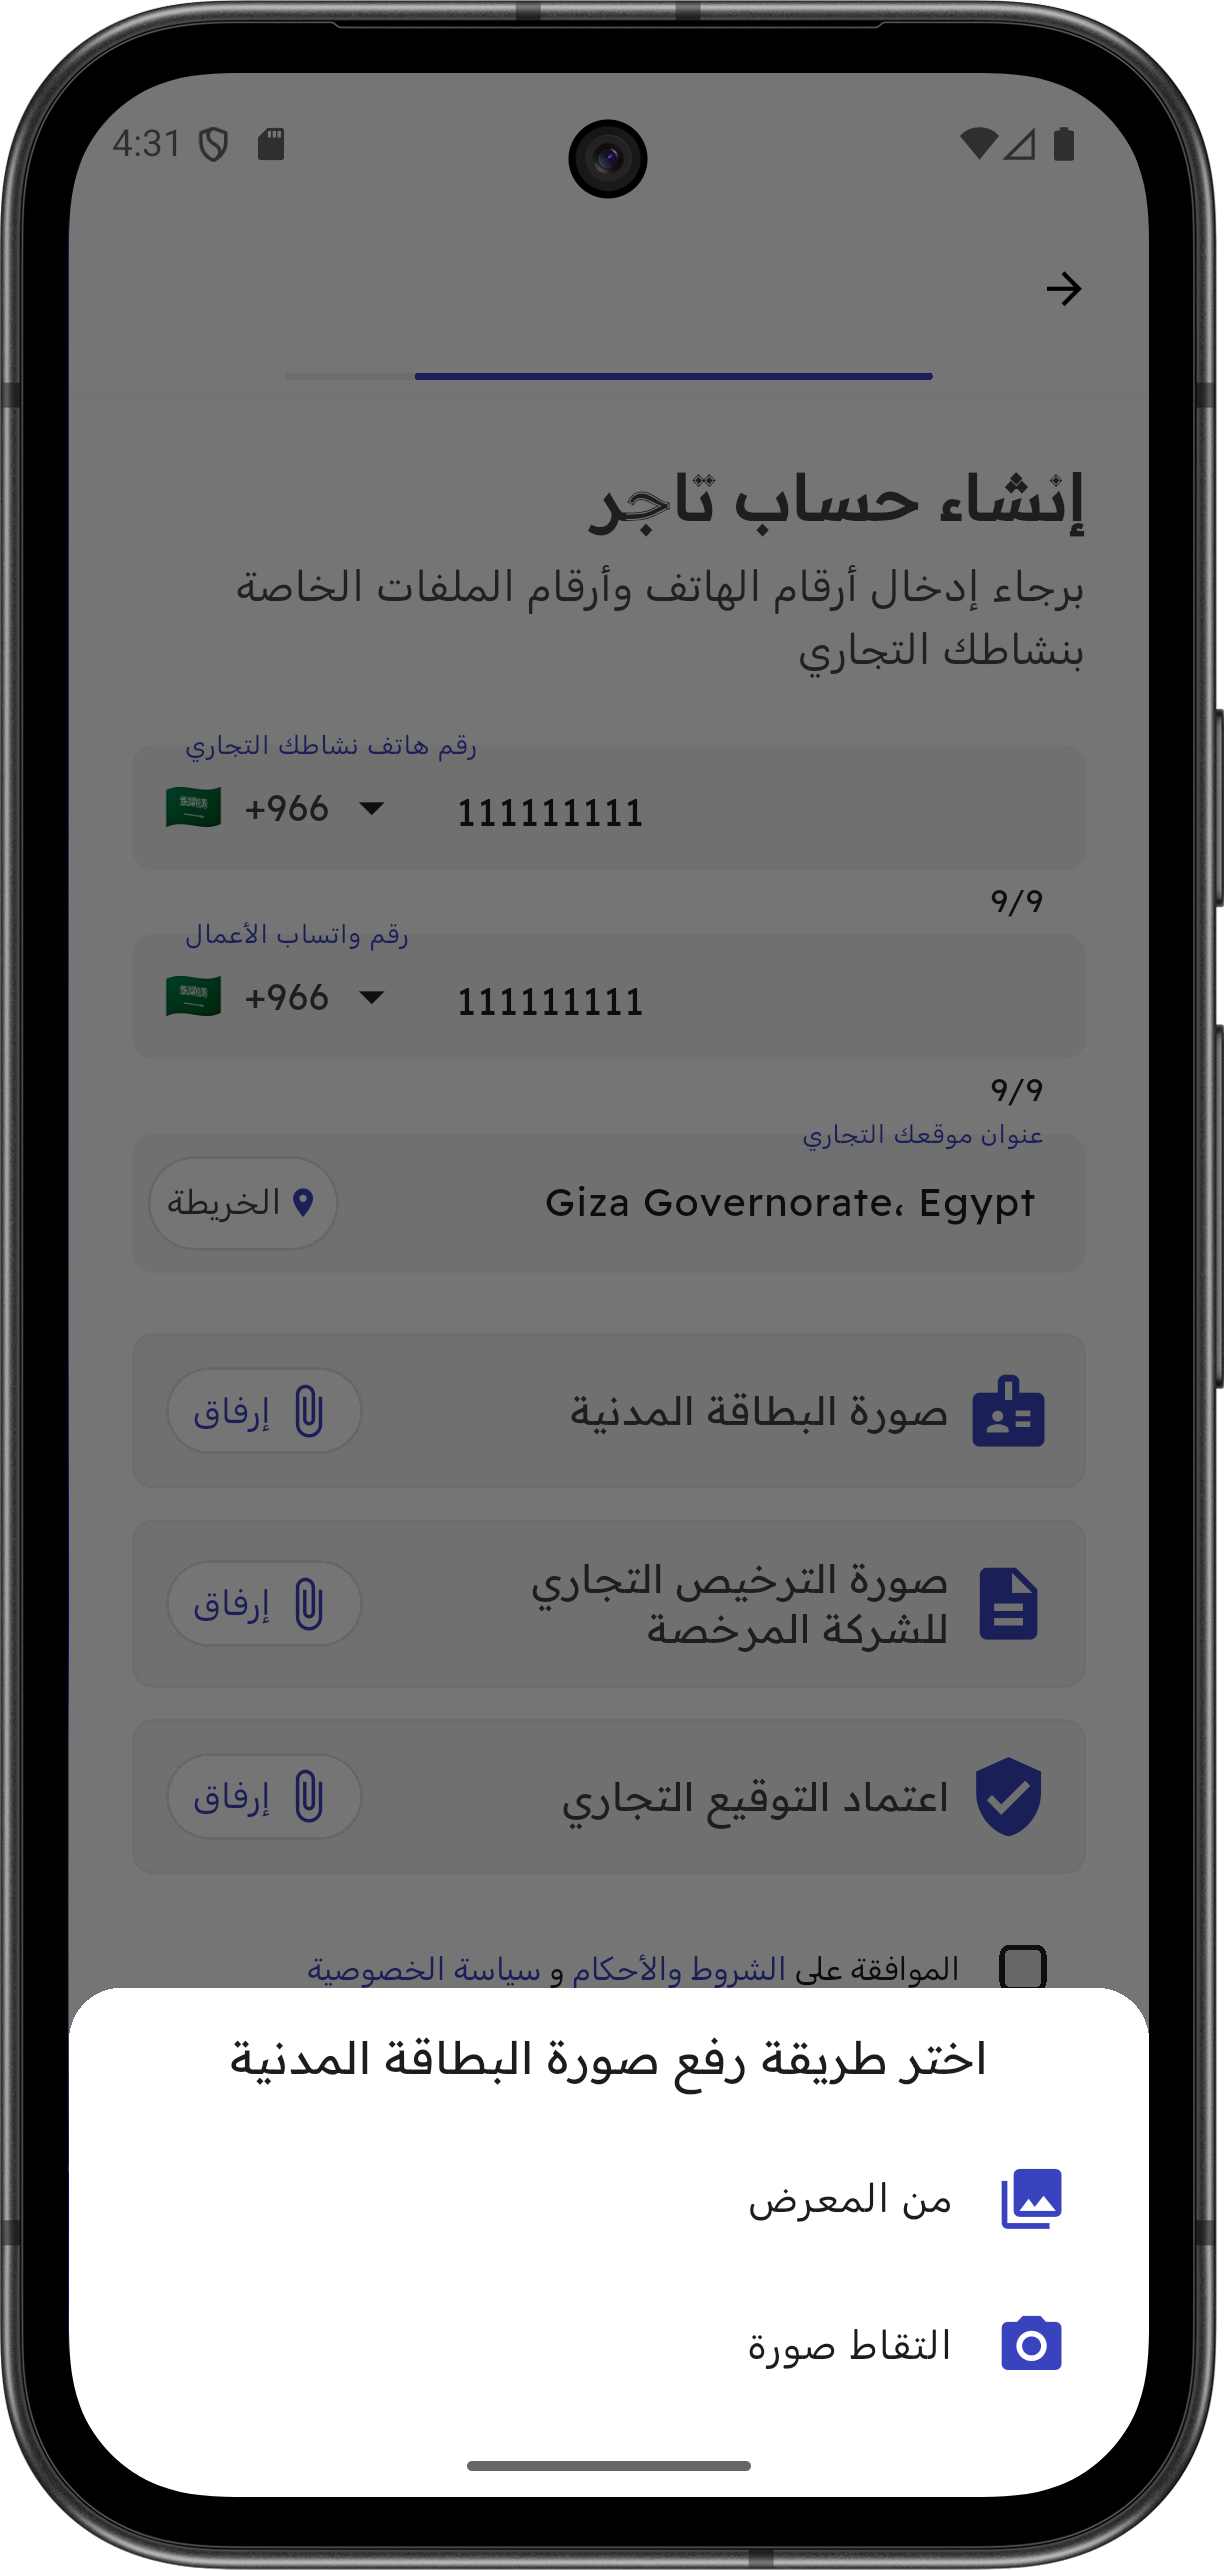 4:31
إنشاء حساب تاجر
برجاء إدخال أرقام الهاتف وأرقام الملفات الخاصة
بنشاطك التجاري
رقم هاتف نشاطك التجاري
+966 111111111
9/9
رقم واتساب الأعمال
+966 111111111
9/9
عنوان موقعك التجاري
Giza Governorate، Egypt
الخريطة
صورة البطاقة المدنية
إرفاق
صورة الترخيص التجاري
للشركة المرخصة
إرفاق
اعتماد التوقيع التجاري
إرفاق
الموافقة على الشروط والأحكام و سياسة الخصوصية
اختر طريقة رفع صورة البطاقة المدنية
من المعرض
التقاط صورة